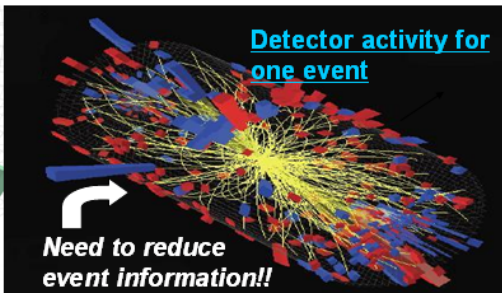 Detector activity for
one event
Need to reduce
event information!!